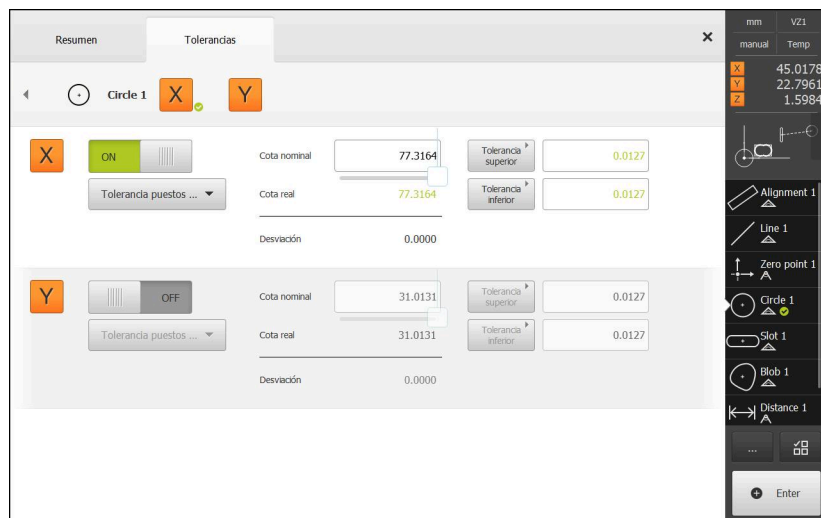 Resumen
Tolerancias
×
Circle 1
X
Y
X
ON
Cota nominal
77.3164
Tolerancia superior
0.0127
Tolerancia puestos ...
Cota real
77.3164
Tolerancia inferior
0.0127
Desviación
0.0000
Y
OFF
Cota nominal
31.0131
Tolerancia superior
0.0127
Tolerancia puestos ...
Cota real
31.0131
Tolerancia inferior
0.0127
Desviación
0.0000
mm
VZ1
manual
Temp
X
45.0178
Y
22.7961
Z
1.5984
Alignment 1
Line 1
Zero point 1
Circle 1
Slot 1
Blob 1
Distance 1
...
Enter